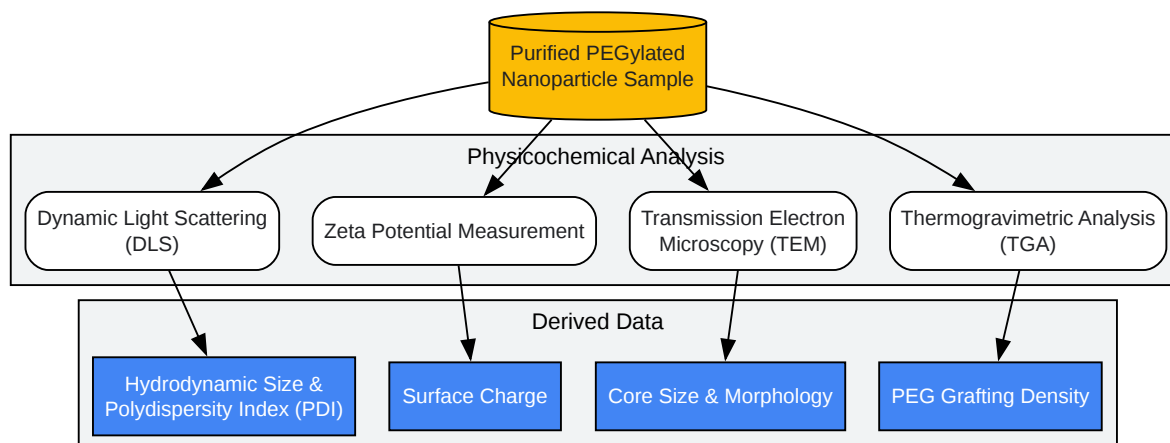 Purified PEGylated
Nanoparticle Sample
Physicochemical Analysis
Dynamic Light Scattering
(DLS)
Zeta Potential Measurement
Transmission Electron
Microscopy (TEM)
Thermogravimetric Analysis
(TGA)
Derived Data
Hydrodynamic Size &
Polydispersity Index (PDI)
Surface Charge
Core Size & Morphology
PEG Grafting Density